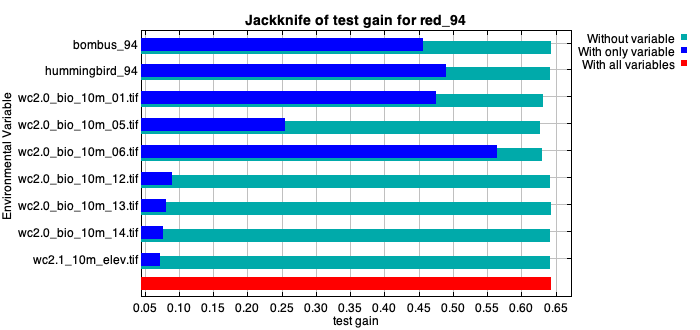 Jackknife of test gain for red_94
Without variable
With only variable
With all variables
Environmental Variable
bombus_94
hummingbird_94
wc2.0_bio_10m_01.tif
wc2.0_bio_10m_05.tif
wc2.0_bio_10m_06.tif
wc2.0_bio_10m_12.tif
wc2.0_bio_10m_13.tif
wc2.0_bio_10m_14.tif
wc2.1_10m_elev.tif
0.05 0.10 0.15 0.20 0.25 0.30 0.35 0.40 0.45 0.50 0.55 0.60 0.65
test gain